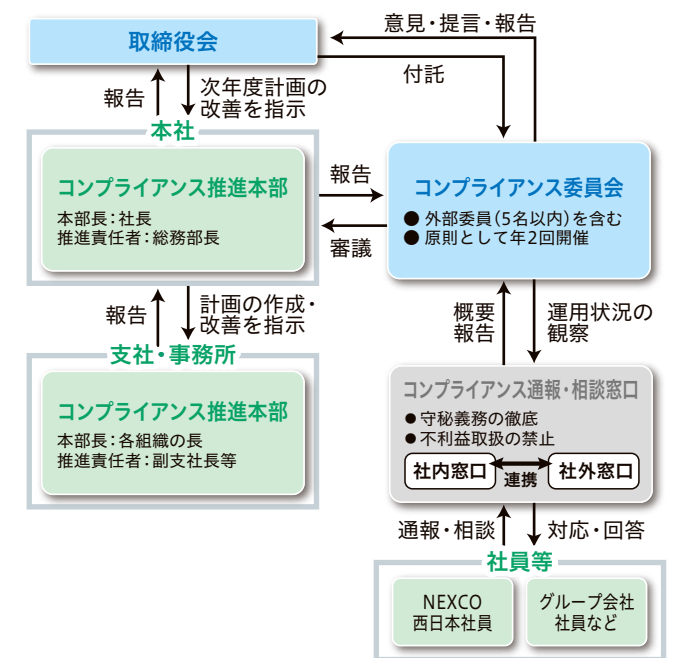 取締役会
意見・提言・報告
付託
報告
次年度計画の
改善を指示
本社
コンプライアンス推進本部
本部長：社長
推進責任者：総務部長
報告
審議
コンプライアンス委員会
● 外部委員（5名以内）を含む
● 原則として年2回開催
報告
計画の作成・
改善を指示
支社・事務所
コンプライアンス推進本部
本部長：各組織の長
推進責任者：副支社長等
概要
報告
運用状況の
観察
コンプライアンス通報・相談窓口
● 守秘義務の徹底
● 不利益取扱の禁止
社内窓口
連携
社外窓口
通報・相談
対応・回答
社員等
NEXCO
西日本社員
グループ会社
社員など